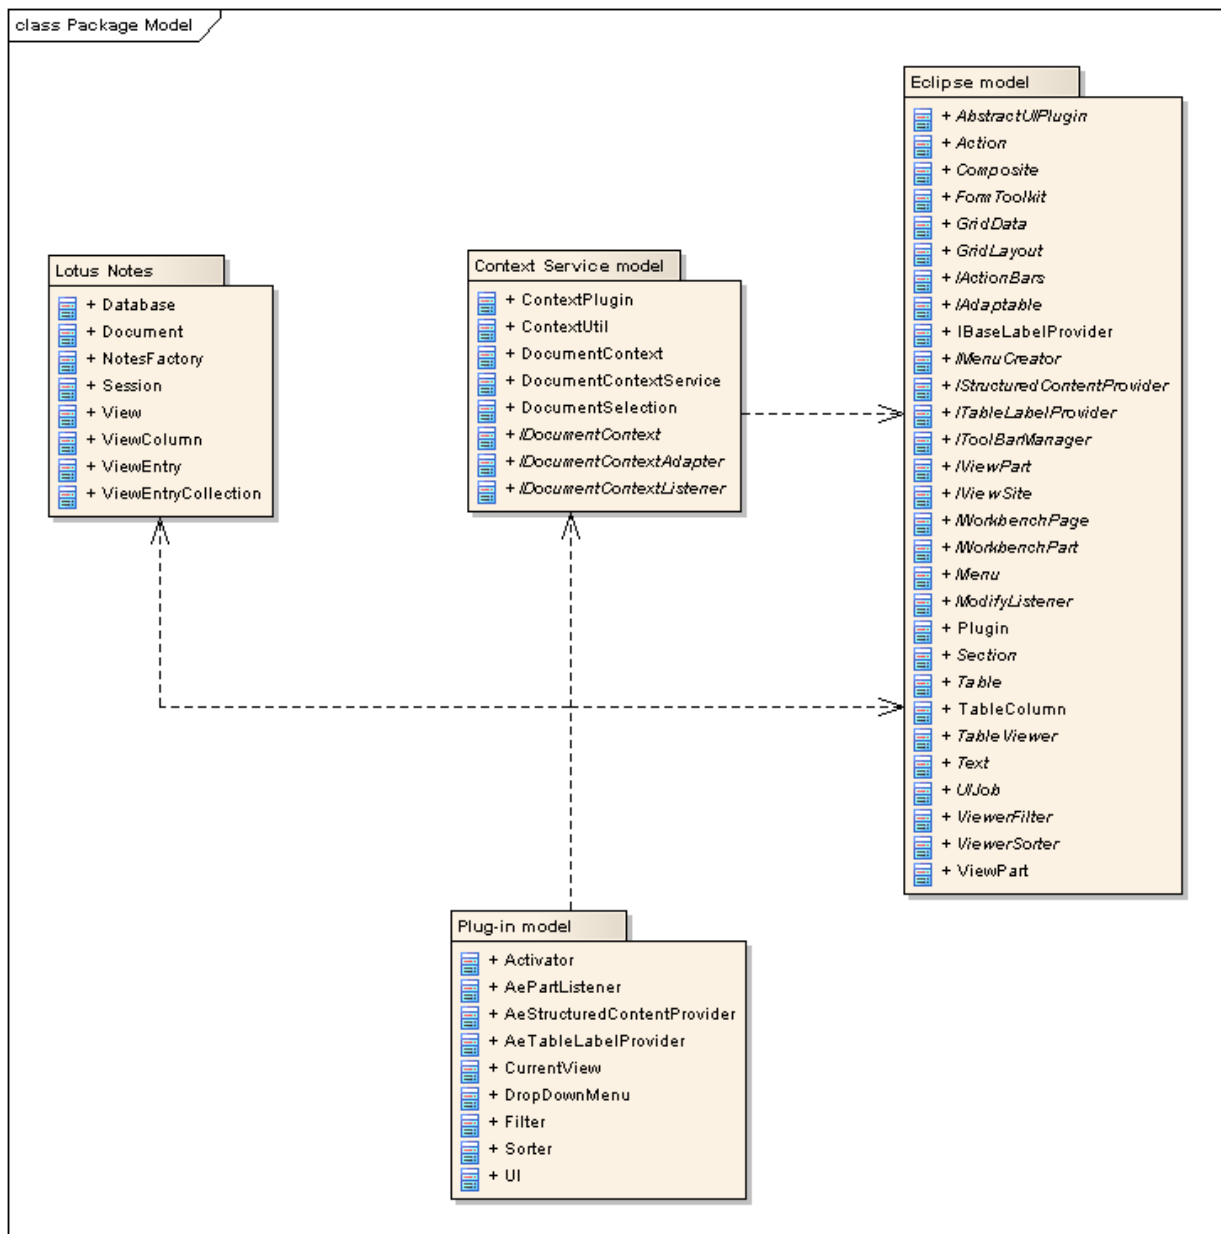 class Package Model
Eclipse model
+ AbstractUIPlugin
+ Action
+ Composite
+ FormToolkit
+ GridData
+ GridLayout
+ IActionBars
+ IAdaptable
+ IBaseLabelProvider
+ IMenuCreator
+ IStructuredContentProvider
+ ITableLabelProvider
+ IToolBarManager
+ IViewPart
+ IViewSite
+ IWorkbenchPage
+ IWorkbenchPart
+ IMenu
+ IModifyListener
+ Plugin
+ Section
+ Table
+ TableColumn
+ TableViewer
+ Text
+ UIJob
+ ViewerFilter
+ ViewerSorter
+ ViewPart
Lotus Notes
+ Database
+ Document
+ NotesFactory
+ Session
+ View
+ ViewColumn
+ ViewEntry
+ ViewEntryCollection
Context Service model
+ ContextPlugin
+ ContextUtil
+ DocumentContext
+ DocumentContextService
+ DocumentSelection
+ IDocumentContext
+ IDocumentContextAdapter
+ IDocumentContextListener
Plug-in model
+ Activator
+ AePartListener
+ AeStructuredContentProvider
+ AeTableLabelProvider
+ CurrentView
+ DropDownMenu
+ Filter
+ Sorter
+ UI